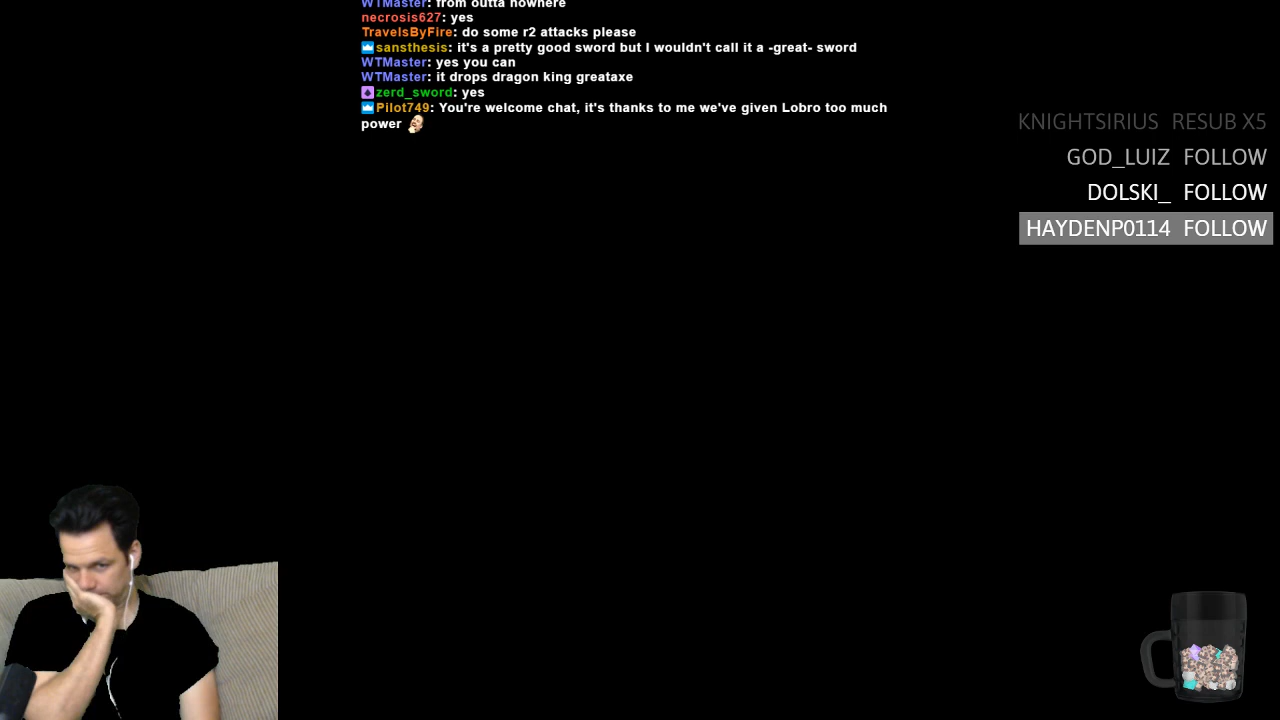 WTMaster: from outta nowhere
necrosis627: yes
TravelsByFire: do some r2 attacks please
sansthesis: it's a pretty good sword but I wouldn't call it a -great- sword
WTMaster: yes you can
WTMaster: it drops dragon king greataxe
zerd_sword: yes
Pilot749: You're welcome chat, it's thanks to me we've given Lobro too much
power
KNIGHTSIRIUS RESUB X5
GOD_LUIZ FOLLOW
DOLSKI_ FOLLOW
HAYDENP0114 FOLLOW